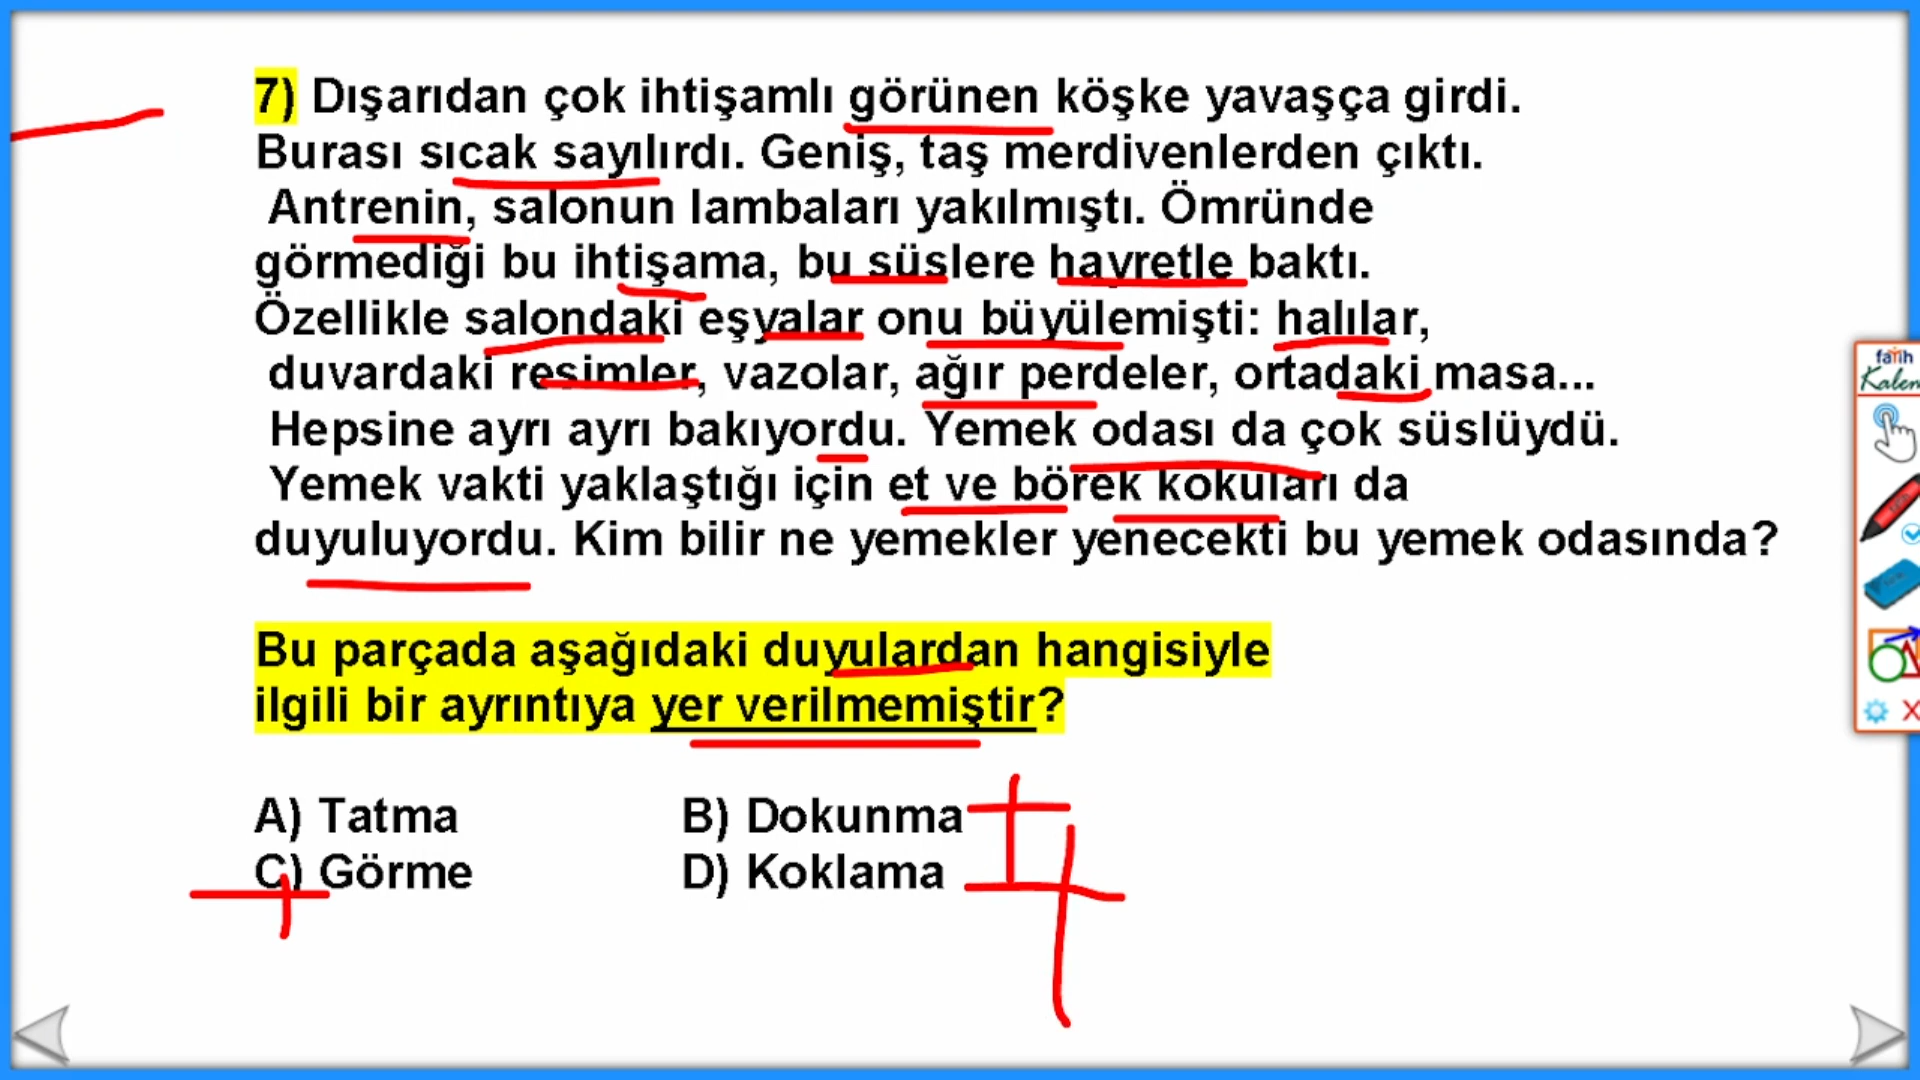 7) Dışarıdan çok ihtişamlı görünen köşke yavaşça girdi.
Burası sıcak sayılırdı. Geniş, taş merdivenlerden çıktı.
Antrenin, salonun lambaları yakılmıştı. Ömründe
görmediği bu ihtişama, bu süslere hayretle baktı.
Özellikle salondaki eşyalar onu büyülemişti: halılar,
duvardaki resimler, vazolar, ağır perdeler, ortadaki masa...
Hepsine ayrı ayrı bakıyordu. Yemek odası da çok süslüydü.
Yemek vakti yaklaştığı için et ve börek kokuları da
duyuluyordu. Kim bilir ne yemekler yenecekti bu yemek odasında?
Bu parçada aşağıdaki duyulardan hangisiyle
ilgili bir ayrıntıya yer verilmemiştir?
A) Tatma B) Dokunma
C) Görme D) Koklama
fatih
Kalem